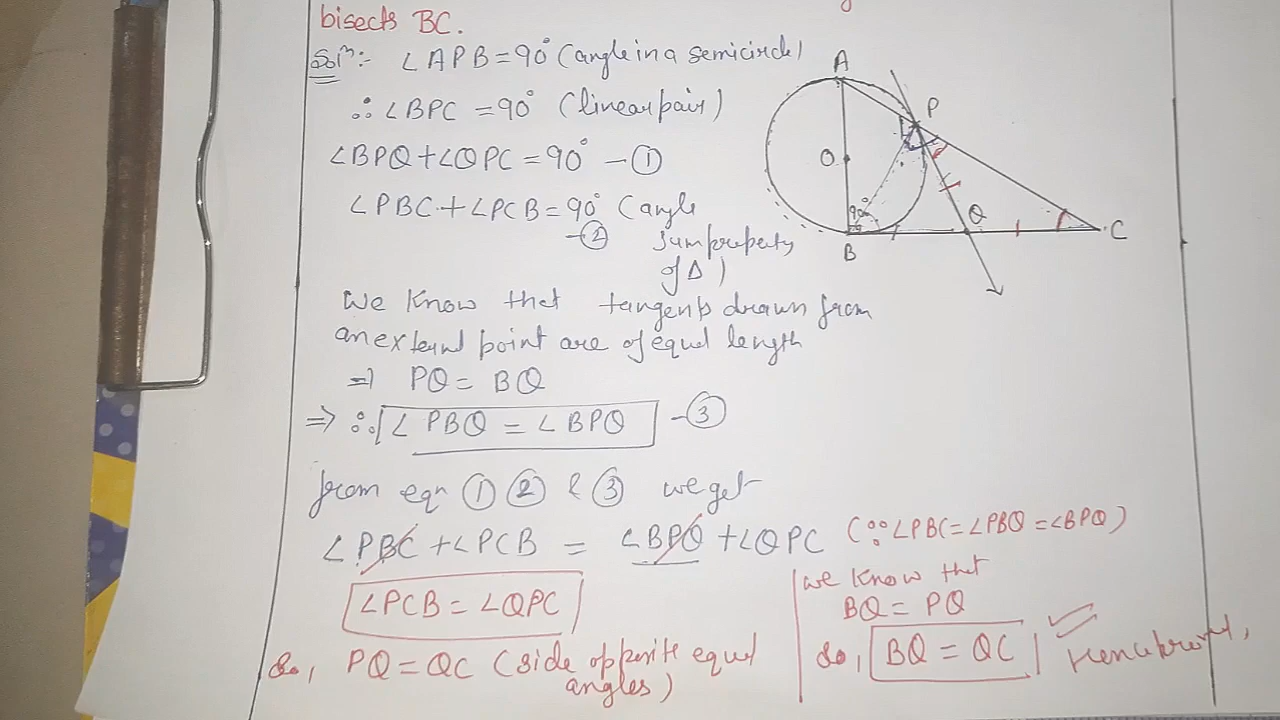 bisects BC.
Solⁿ:- ∠APB = 90° (angle in a semicircle)
∴ ∠BPC = 90° (linear pair)
∠BPQ + ∠QPC = 90° - ①
∠PBC + ∠PCB = 90° (angle
- ② sum property
of Δ)
We know that tangents drawn from
an external point are of equal length
⇒ PQ = BQ
⇒ ∴ ∠PBQ = ∠BPQ - ③
from eqn ① ② & ③ we get
∠PBC + ∠PCB = ∠BPQ + ∠QPC (∵ ∠PBC = ∠PBQ = ∠BPQ)
∠PCB = ∠QPC
So, PQ = QC (side opposite equal
angles)
we know that
BQ = PQ
So, BQ = QC Hence proved,
A
P
O
90°
Q
B
C